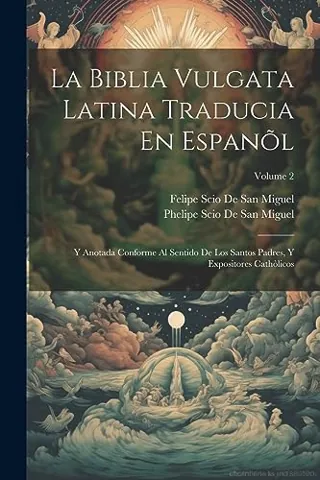 La Biblia Vulgata
Latina Traducia
En Espanõl
Volume 2
Felipe Scio De San Miguel
Phelipe Scio De San Miguel
Y Anotada Conforme Al Sentido De Los Santos Padres, Y
Expositores Cathòlicos